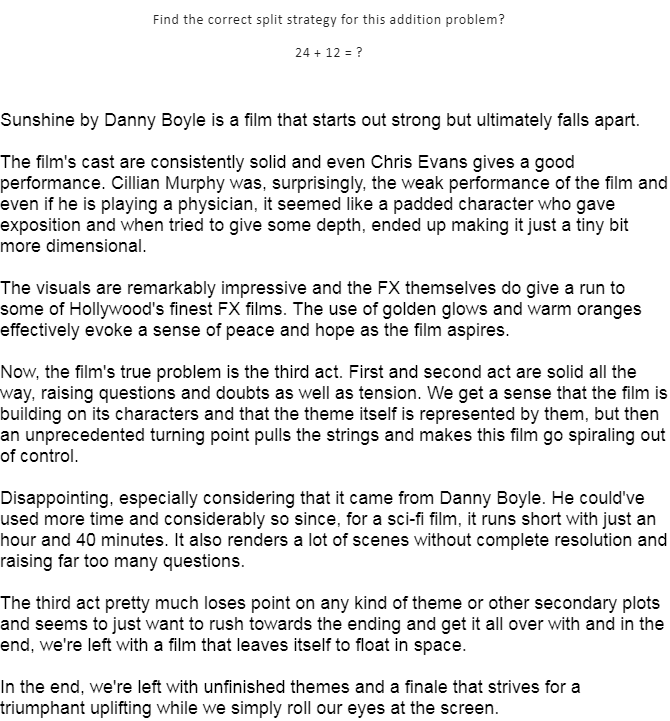 Find the correct split strategy for this addition problem?
24 + 12 = ?
Sunshine by Danny Boyle is a film that starts out strong but ultimately falls apart.
The film's cast are consistently solid and even Chris Evans gives a good
performance. Cillian Murphy was, surprisingly, the weak performance of the film and
even if he is playing a physician, it seemed like a padded character who gave
exposition and when tried to give some depth, ended up making it just a tiny bit
more dimensional.
The visuals are remarkably impressive and the FX themselves do give a run to
some of Hollywood's finest FX films. The use of golden glows and warm oranges
effectively evoke a sense of peace and hope as the film aspires.
Now, the film's true problem is the third act. First and second act are solid all the
way, raising questions and doubts as well as tension. We get a sense that the film is
building on its characters and that the theme itself is represented by them, but then
an unprecedented turning point pulls the strings and makes this film go spiraling out
of control.
Disappointing, especially considering that it came from Danny Boyle. He could've
used more time and considerably so since, for a sci-fi film, it runs short with just an
hour and 40 minutes. It also renders a lot of scenes without complete resolution and
raising far too many questions.
The third act pretty much loses point on any kind of theme or other secondary plots
and seems to just want to rush towards the ending and get it all over with and in the
end, we're left with a film that leaves itself to float in space.
In the end, we're left with unfinished themes and a finale that strives for a
triumphant uplifting while we simply roll our eyes at the screen.